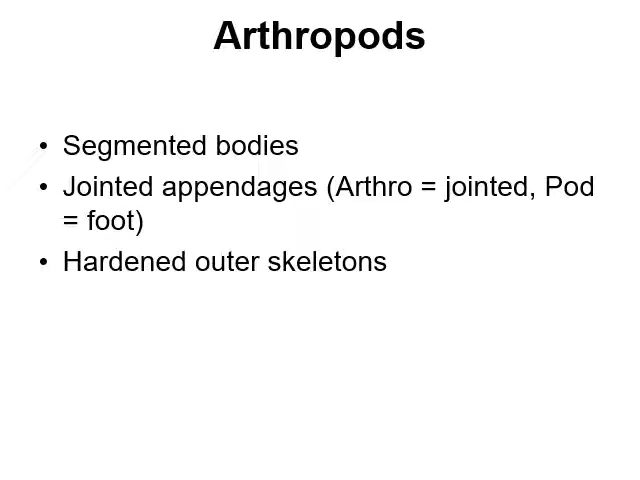 Arthropods
• Segmented bodies
• Jointed appendages (Arthro = jointed, Pod
= foot)
• Hardened outer skeletons